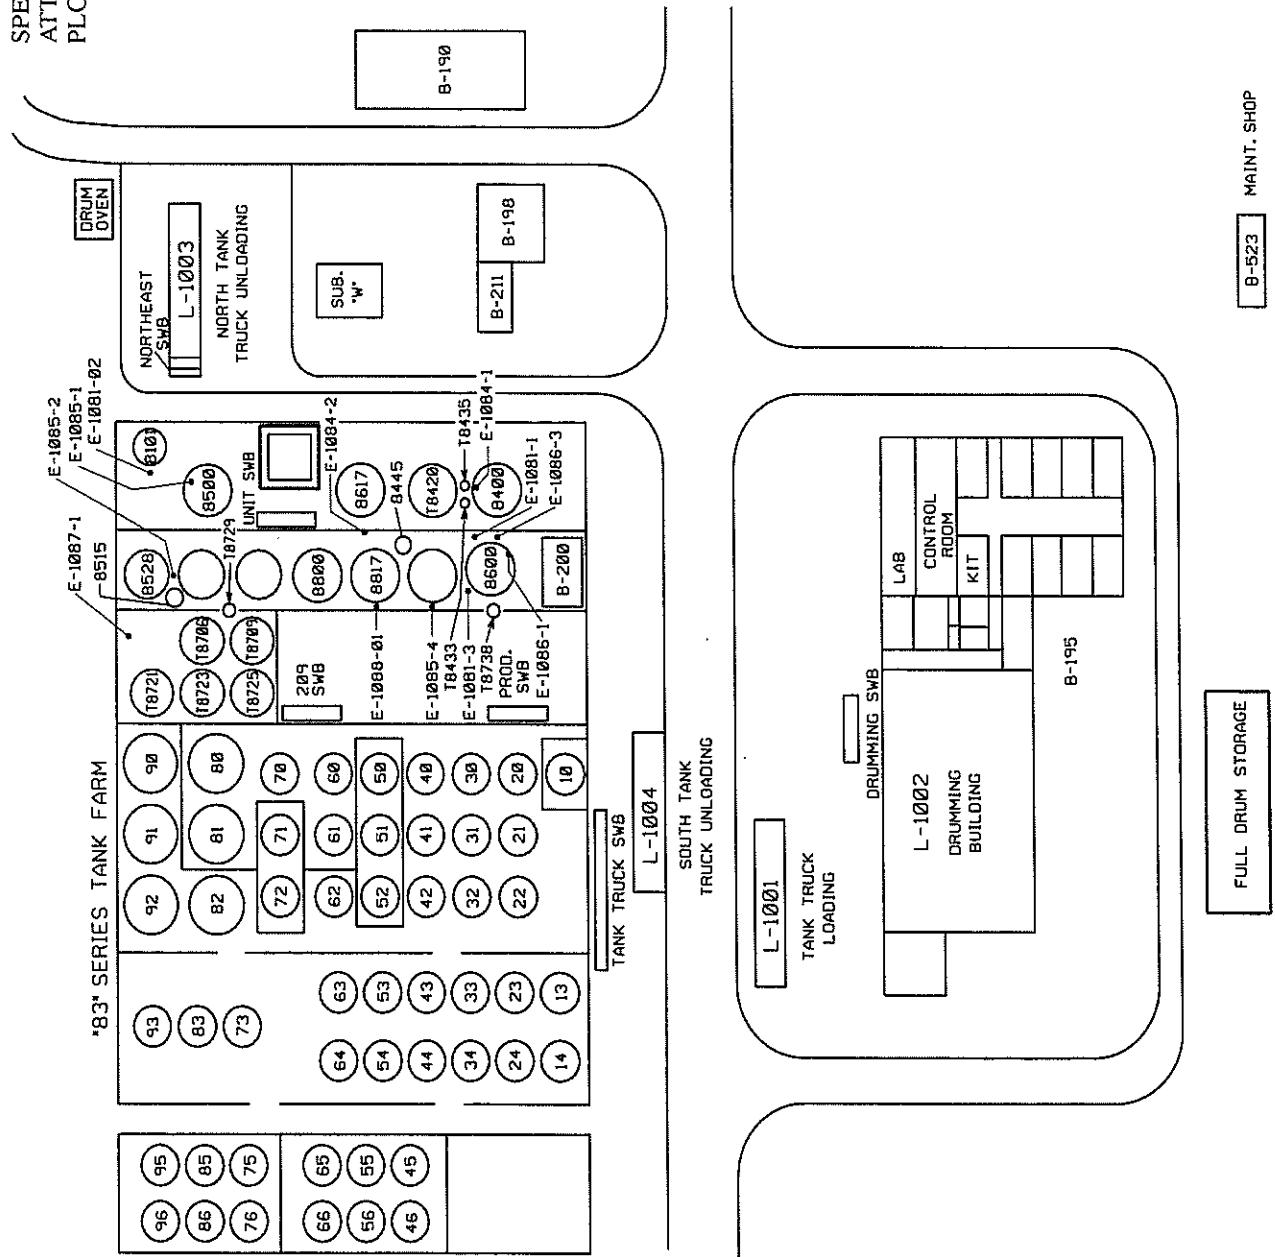 SPE
ATT
PLO
B-190
DRUM
OVEN
NORTHEAST
SWB
L-1003
NORTH TANK
TRUCK UNLOADING
SUB.
"W"
B-211
B-198
B-523
MAINT. SHOP
E-1087-1
8515
E-1085-2
E-1085-1
E-1081-02
8101
8500
UNIT SWB
E-1084-2
8617
8445
T8420
T8435
E-1084-1
8400
E-1081-1
E-1086-3
8528
T8729
8800
8817
8600
B-200
T8706
T8709
T8721
T8723
T8725
209
SWB
E-1088-01
E-1085-4
T8433
E-1081-3
T8738
PROD.
SWB
E-1086-1
"83" SERIES TANK FARM
90
80
70
60
50
40
30
20
10
91
81
71
61
51
41
31
21
92
82
72
62
52
42
32
22
93
83
73
63
53
43
33
23
13
64
54
44
34
24
14
95
85
75
65
55
45
96
86
76
66
56
46
TANK TRUCK SWB
L-1004
SOUTH TANK
TRUCK UNLOADING
L-1001
TANK TRUCK
LOADING
DRUMMING SWB
L-1002
DRUMMING
BUILDING
LAB
CONTROL
ROOM
KIT
B-195
FULL DRUM STORAGE